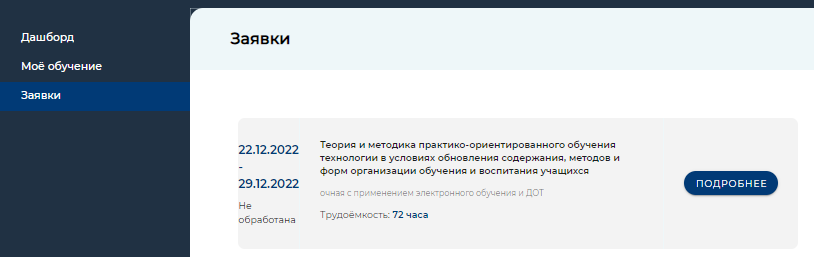 Дашборд
Моё обучение
Заявки
Заявки
22.12.2022
-
29.12.2022
Не
обработана
Теория и методика практико-ориентированного обучения
технологии в условиях обновления содержания, методов и
форм организации обучения и воспитания учащихся
очная с применением электронного обучения и ДОТ
Трудоёмкость: 72 часа
ПОДРОБНЕЕ